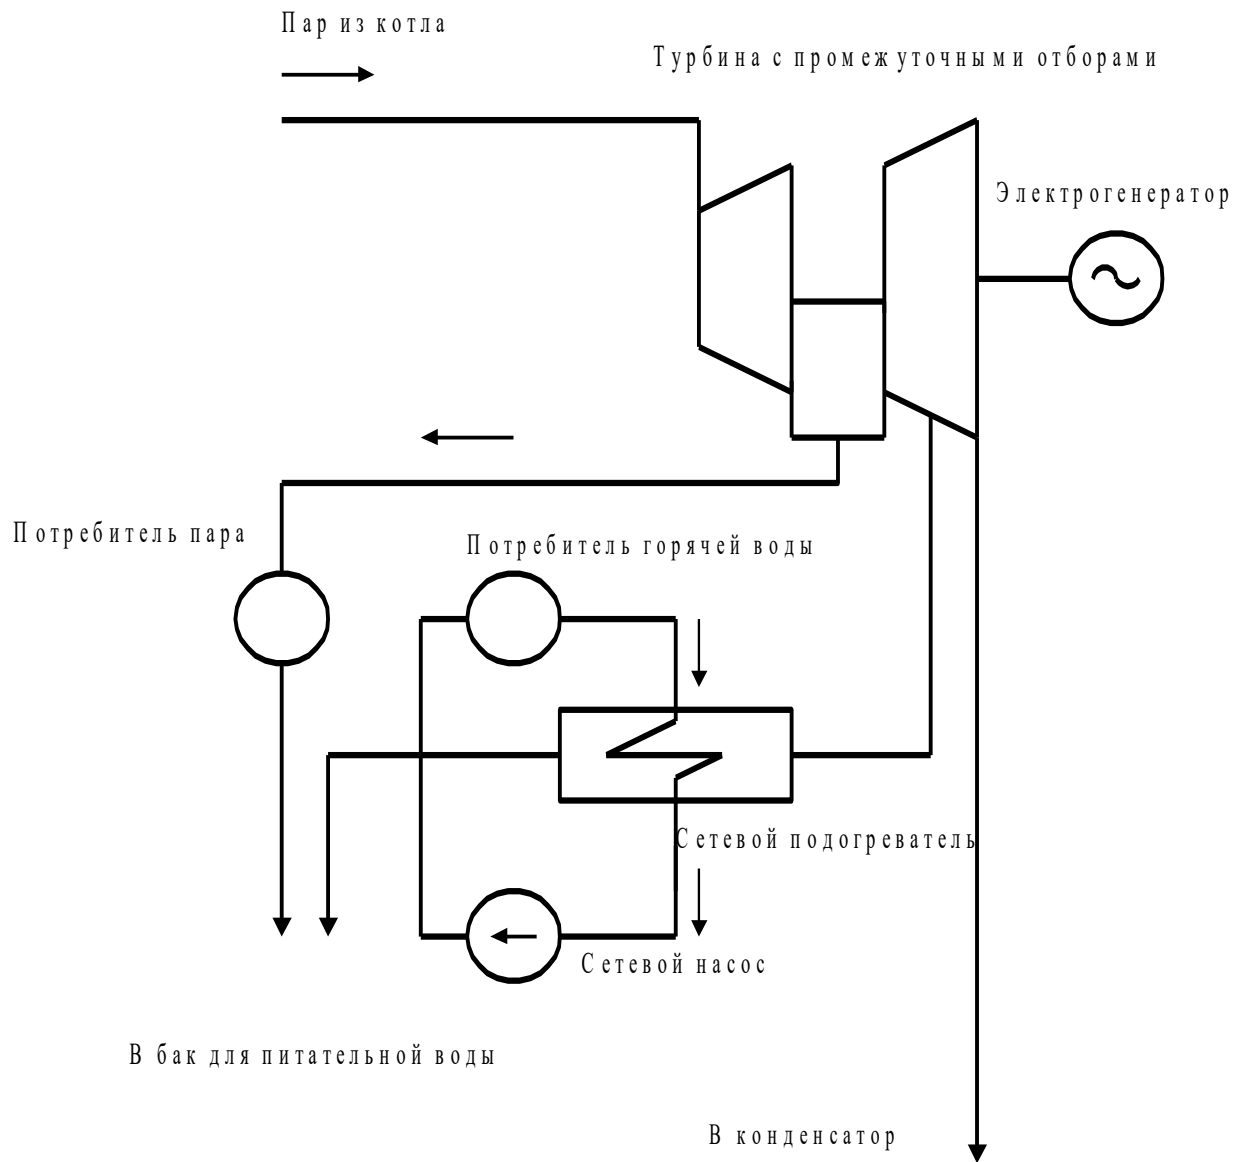 Пар из котла
Турбина с промежуточными отборами
Электрогенератор
Потребитель пара
Потребитель горячей воды
Сетевой подогреватель
Сетевой насос
В бак для питательной воды
В конденсатор